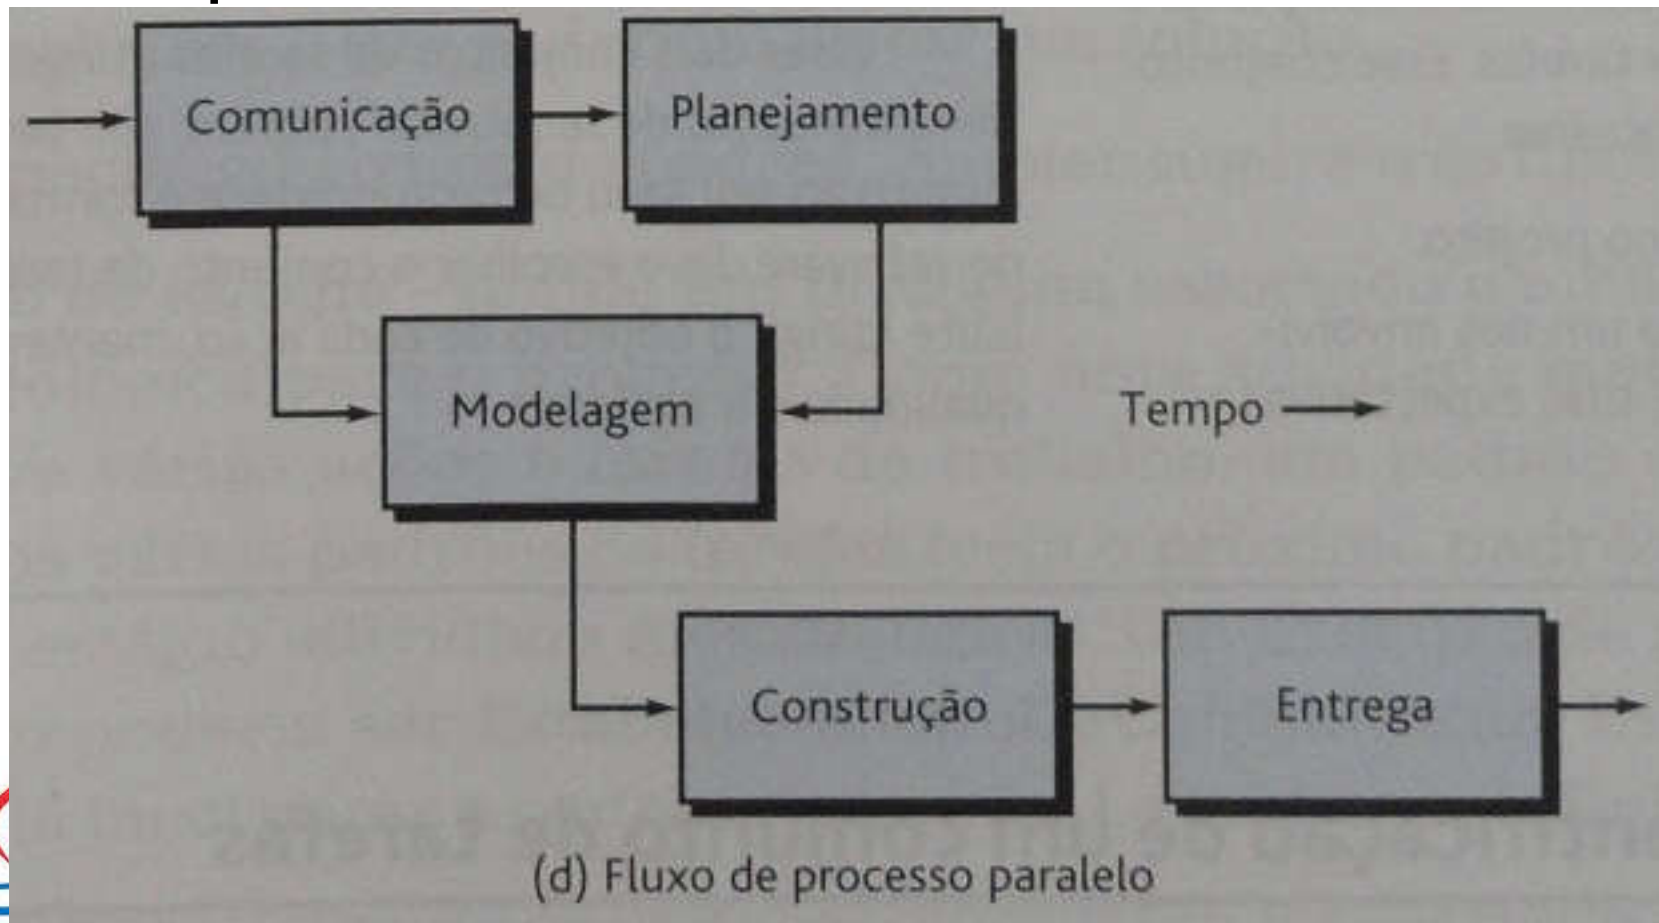 Comunicação
Planejamento
Modelagem
Tempo
Construção
Entrega
(d) Fluxo de processo paralelo